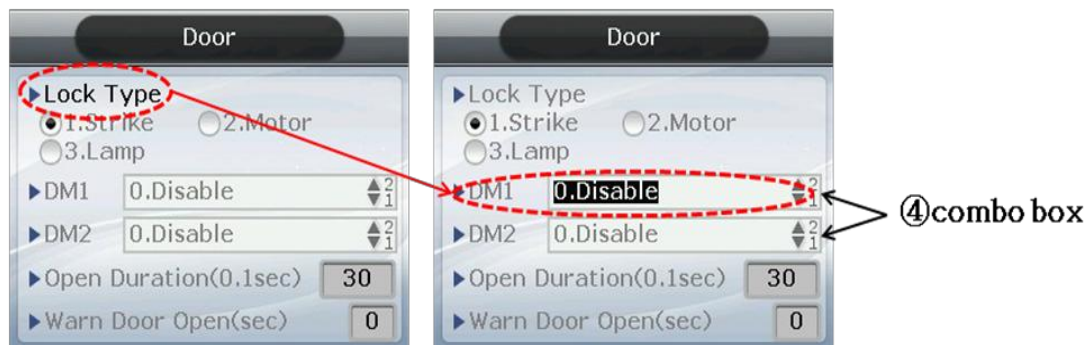 Door
▶Lock Type
1.Strike 2.Motor
3.Lamp
▶DM1 0.Disable 2 1
▶DM2 0.Disable 2 1
▶Open Duration(0.1sec) 30
▶Warn Door Open(sec) 0
Door
▶Lock Type
1.Strike 2.Motor
3.Lamp
▶DM1 0.Disable 2 1
▶DM2 0.Disable 2 1
▶Open Duration(0.1sec) 30
▶Warn Door Open(sec) 0
④combo box